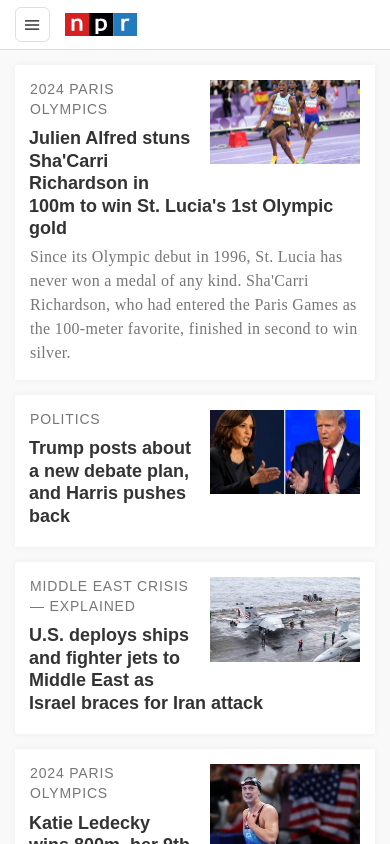 npr
2024 PARIS
OLYMPICS
Julien Alfred stuns
Sha'Carri
Richardson in
100m to win St. Lucia's 1st Olympic
gold
Since its Olympic debut in 1996, St. Lucia has
never won a medal of any kind. Sha'Carri
Richardson, who had entered the Paris Games as
the 100-meter favorite, finished in second to win
silver.
POLITICS
Trump posts about
a new debate plan,
and Harris pushes
back
MIDDLE EAST CRISIS
— EXPLAINED
U.S. deploys ships
and fighter jets to
Middle East as
Israel braces for Iran attack
2024 PARIS
OLYMPICS
Katie Ledecky
wins 800m, her 9th